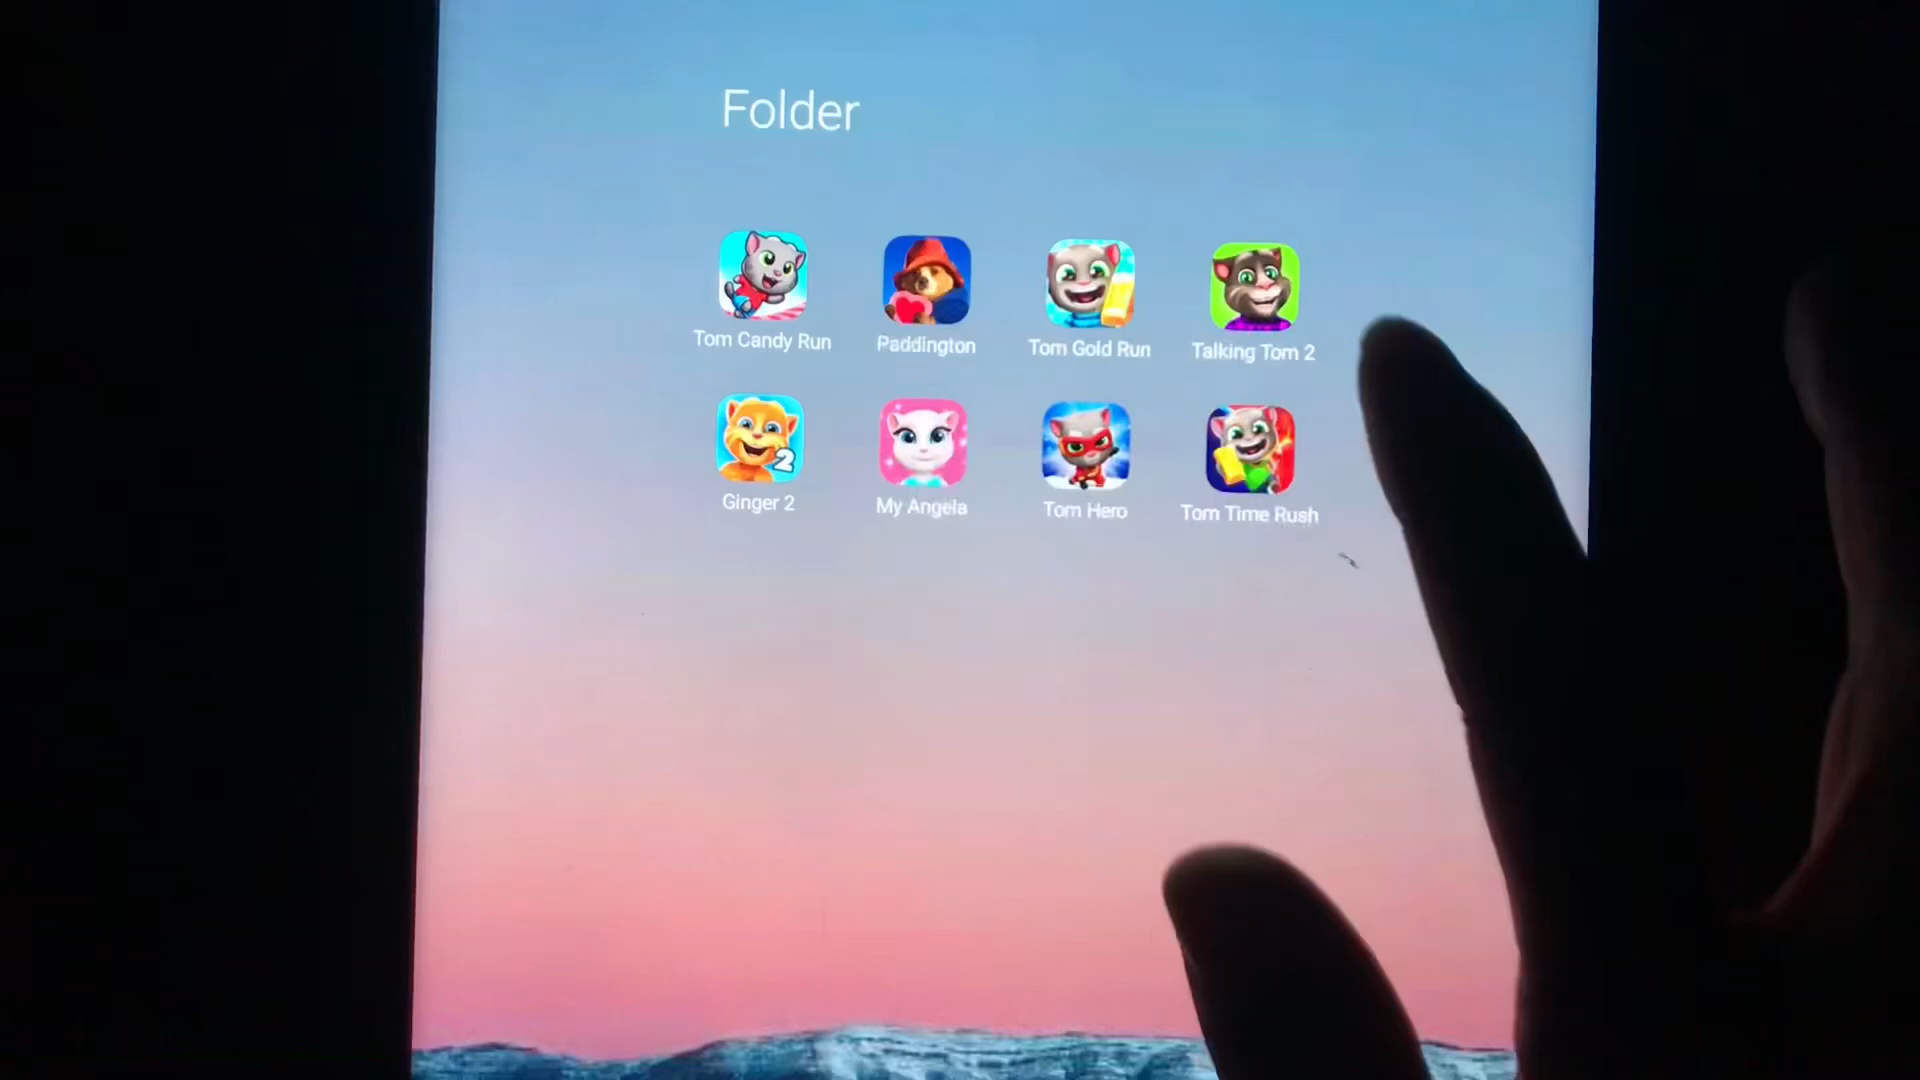 Folder
Tom Candy Run
Paddington
Tom Gold Run
Talking Tom 2
2
Ginger 2
My Angela
Tom Hero
Tom Time Rush